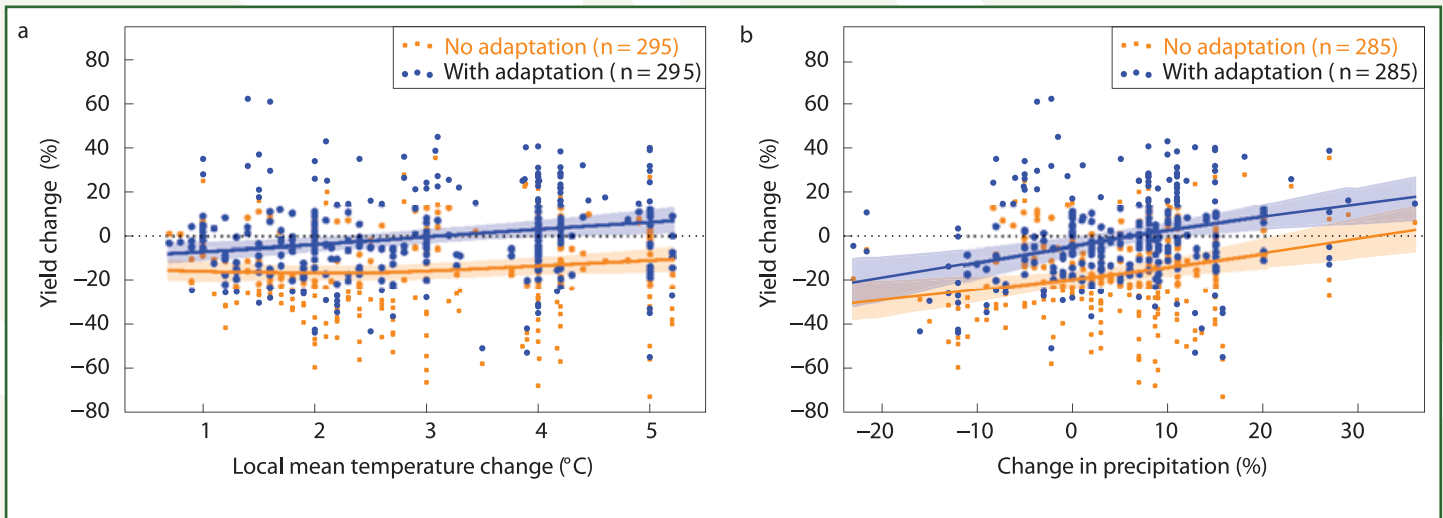 a
No adaptation (n = 295)
With adaptation ( n = 295)
80
60
40
20
0
−20
−40
−60
−80
Yield change (%)
1
2
3
4
5
Local mean temperature change (°C)
b
No adaptation (n = 285)
With adaptation ( n = 285)
80
60
40
20
0
−20
−40
−60
−80
Yield change (%)
−20
−10
0
10
20
30
Change in precipitation (%)